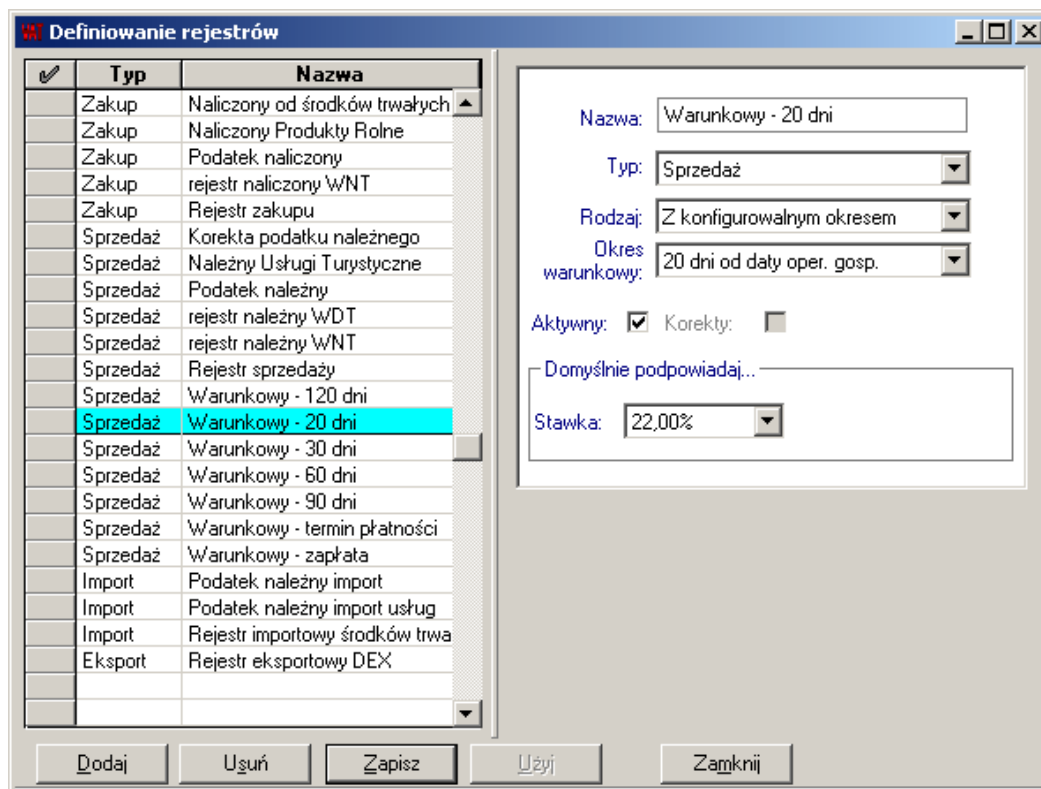 VAT Definiowanie rejestrów
Typ Nazwa
Zakup Naliczony od środków trwałych
Zakup Naliczony Produkty Rolne
Zakup Podatek naliczony
Zakup rejestr naliczony WNT
Zakup Rejestr zakupu
Sprzedaż Korekta podatku należnego
Sprzedaż Należny Usługi Turystyczne
Sprzedaż Podatek należny
Sprzedaż rejestr należny WDT
Sprzedaż rejestr należny WNT
Sprzedaż Rejestr sprzedaży
Sprzedaż Warunkowy - 120 dni
Sprzedaż Warunkowy - 20 dni
Sprzedaż Warunkowy - 30 dni
Sprzedaż Warunkowy - 60 dni
Sprzedaż Warunkowy - 90 dni
Sprzedaż Warunkowy - termin płatności
Sprzedaż Warunkowy - zapłata
Import Podatek należny import
Import Podatek należny import usług
Import Rejestr importowy środków trwa
Eksport Rejestr eksportowy DEX
Nazwa: Warunkowy - 20 dni
Typ: Sprzedaż
Rodzaj: Z konfigurowalnym okresem
Okres
warunkowy: 20 dni od daty oper. gosp.
Aktywny: Korekty:
Domyślnie podpowiadaj...
Stawka: 22,00%
Dodaj Usuń Zapisz Użyj Zamknij